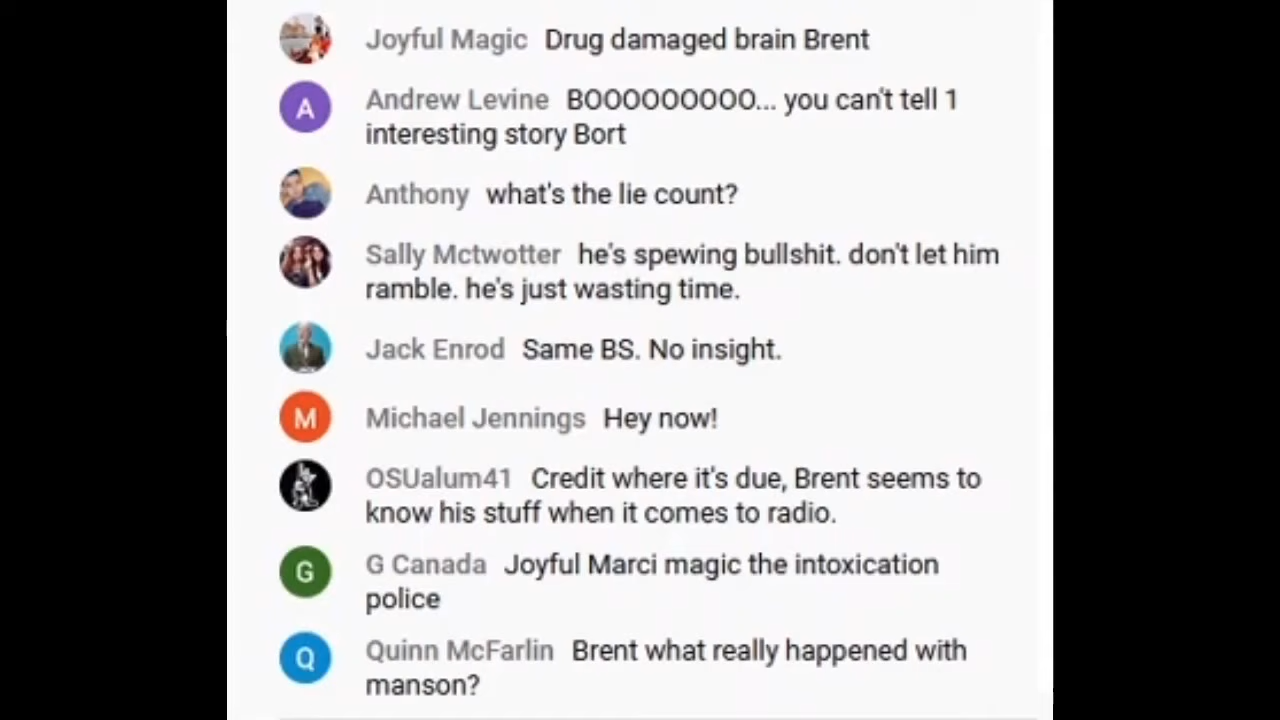 Joyful Magic Drug damaged brain Brent
A Andrew Levine BOOOOOOOOO... you can't tell 1
interesting story Bort
Anthony what's the lie count?
Sally Mctwotter he's spewing bullshit. don't let him
ramble. he's just wasting time.
Jack Enrod Same BS. No insight.
M Michael Jennings Hey now!
OSUalum41 Credit where it's due, Brent seems to
know his stuff when it comes to radio.
G G Canada Joyful Marci magic the intoxication
police
Q Quinn McFarlin Brent what really happened with
manson?